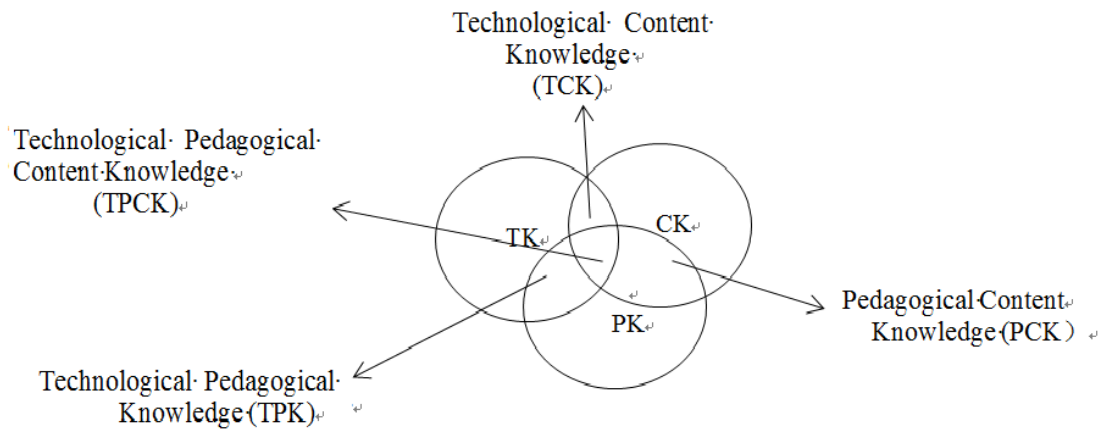 Technological Content
Knowledge
(TCK)
Technological Pedagogical
Content Knowledge
(TPCK)
TK
CK
PK
Pedagogical Content
Knowledge (PCK）
Technological Pedagogical
Knowledge (TPK)